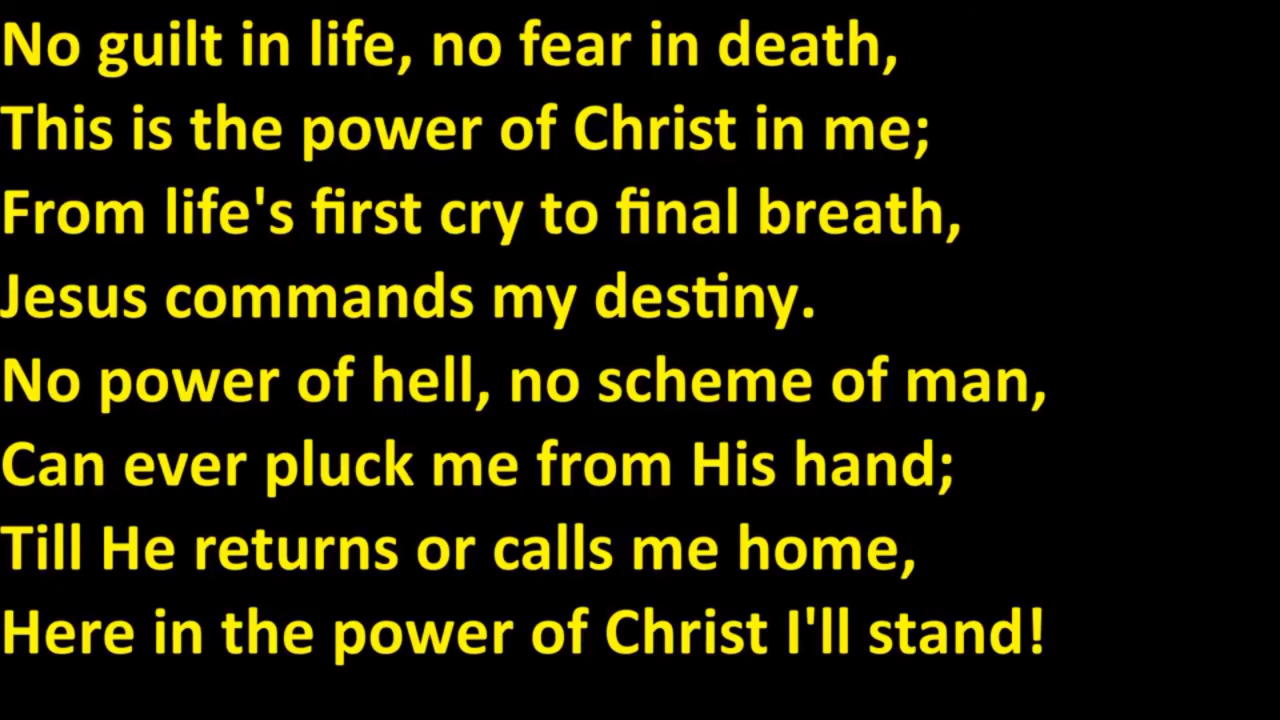 No guilt in life, no fear in death,
This is the power of Christ in me;
From life's first cry to final breath,
Jesus commands my destiny.
No power of hell, no scheme of man,
Can ever pluck me from His hand;
Till He returns or calls me home,
Here in the power of Christ I'll stand!